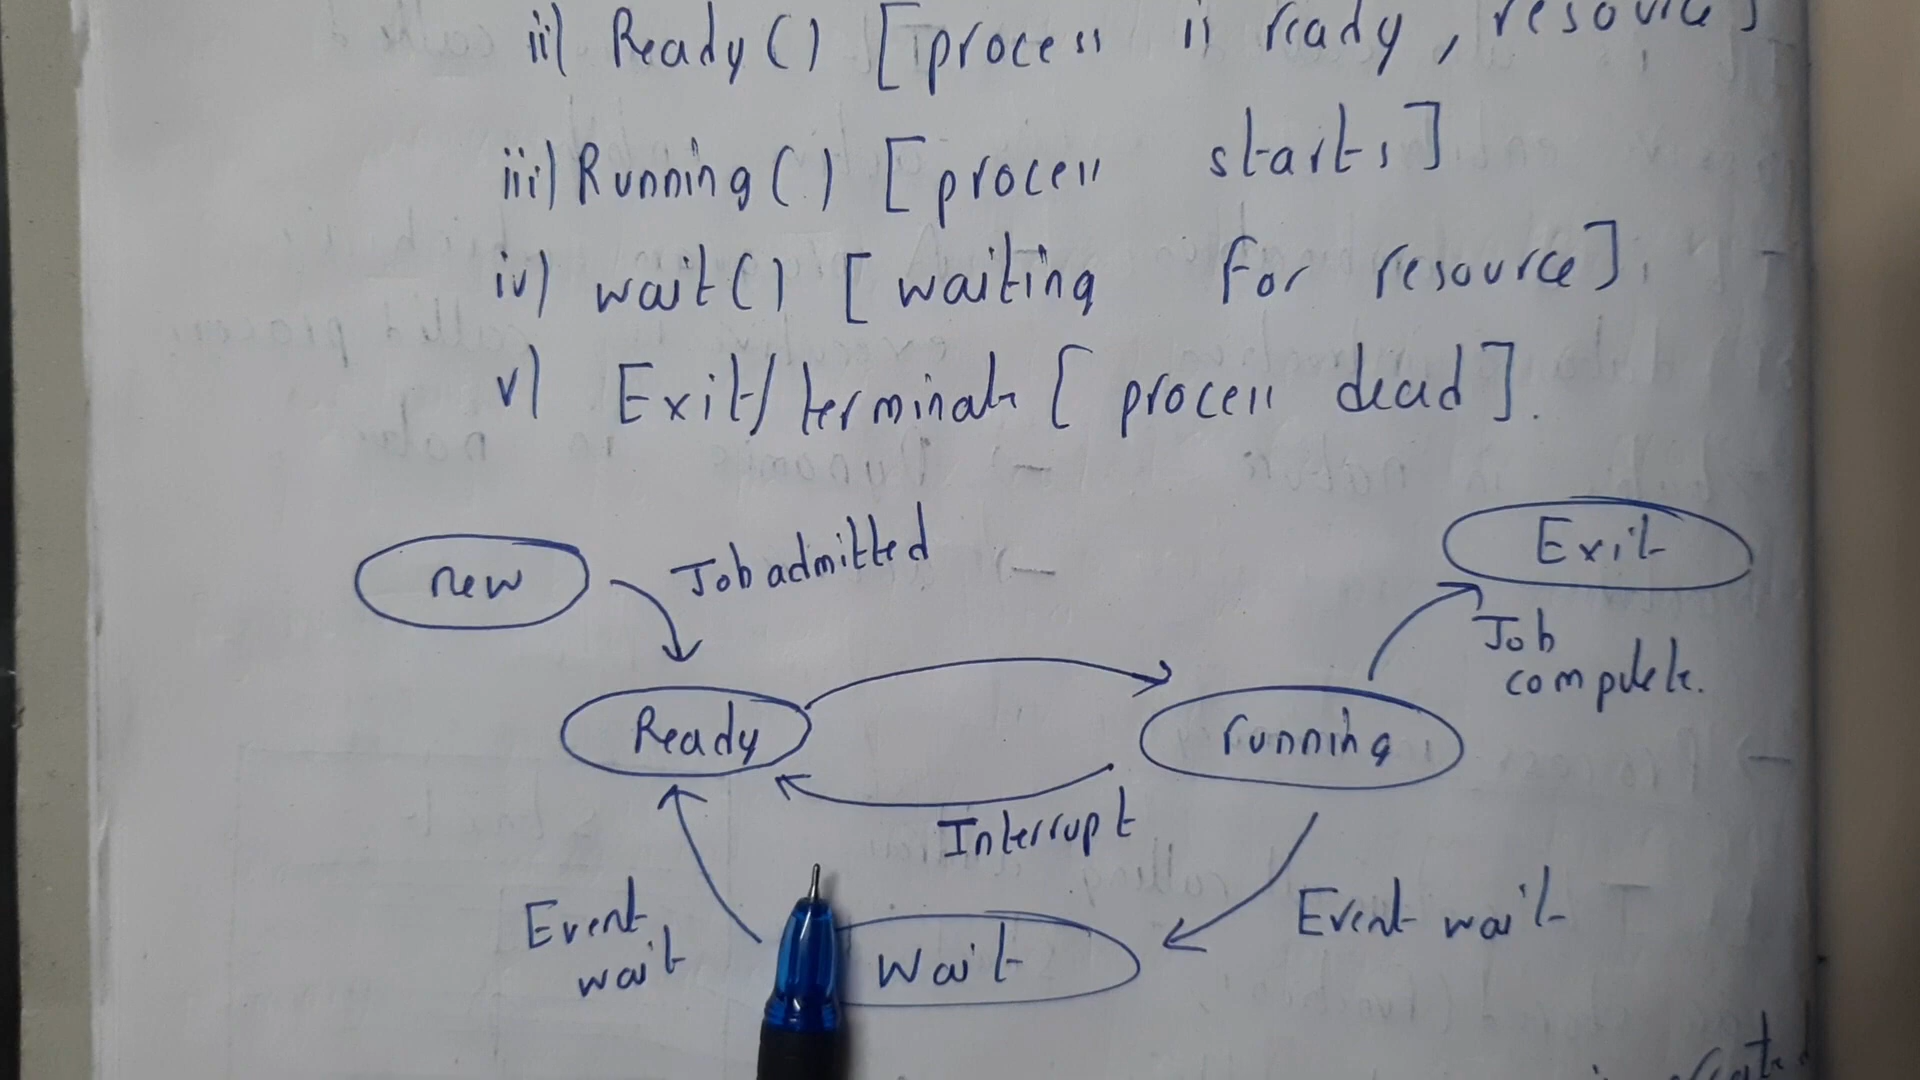 ii) Ready() [process is ready, resource]
iii) Running() [process starts]
iv) wait() [waiting for resource].
v) Exit/terminate [process dead].
new
Job admitted
Exit
Job
complete.
Ready
running
Interrupt
Event
wait
Wait
Event wait